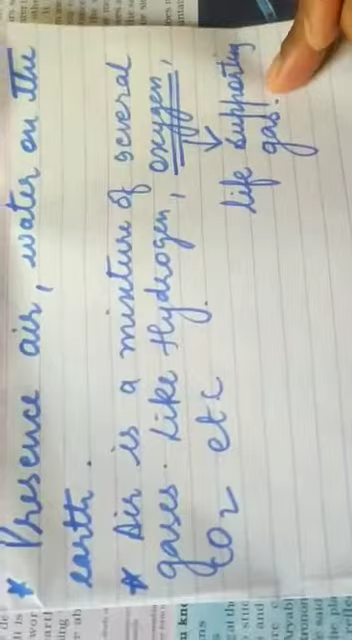 * Presence air, water on the
earth.
* Air is a mixture of several
gases. Like Hydrogen, oxygen,
CO2 etc
life supporting
gas.